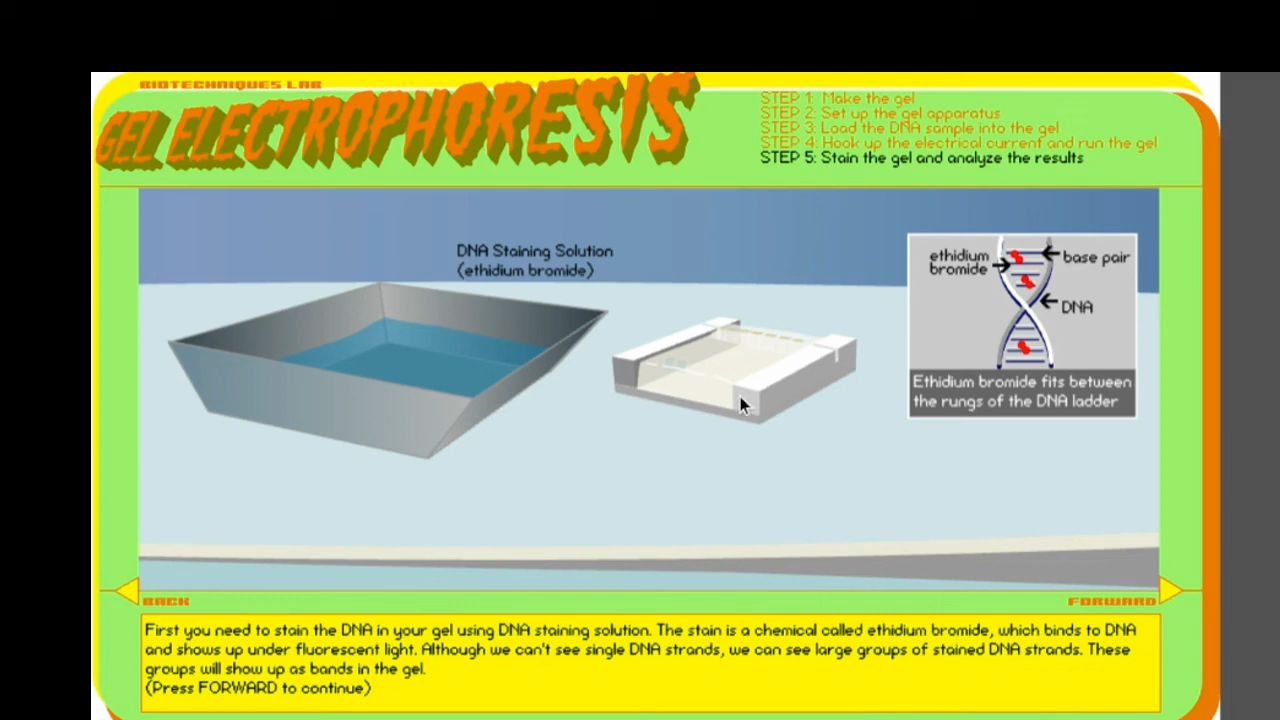 BIOTECHNIQUES LAB
GEL ELECTROPHORESIS
STEP 1: Make the gel
STEP 2: Set up the gel apparatus
STEP 3: Load the DNA sample into the gel
STEP 4: Hook up the electrical current and run the gel
STEP 5: Stain the gel and analyze the results
DNA Staining Solution
(ethidium bromide)
ethidium
bromide
base pair
DNA
Ethidium bromide fits between
the rungs of the DNA ladder
BACK
FORWARD
First you need to stain the DNA in your gel using DNA staining solution. The stain is a chemical called ethidium bromide, which binds to DNA
and shows up under fluorescent light. Although we can't see single DNA strands, we can see large groups of stained DNA strands. These
groups will show up as bands in the gel.
(Press FORWARD to continue)